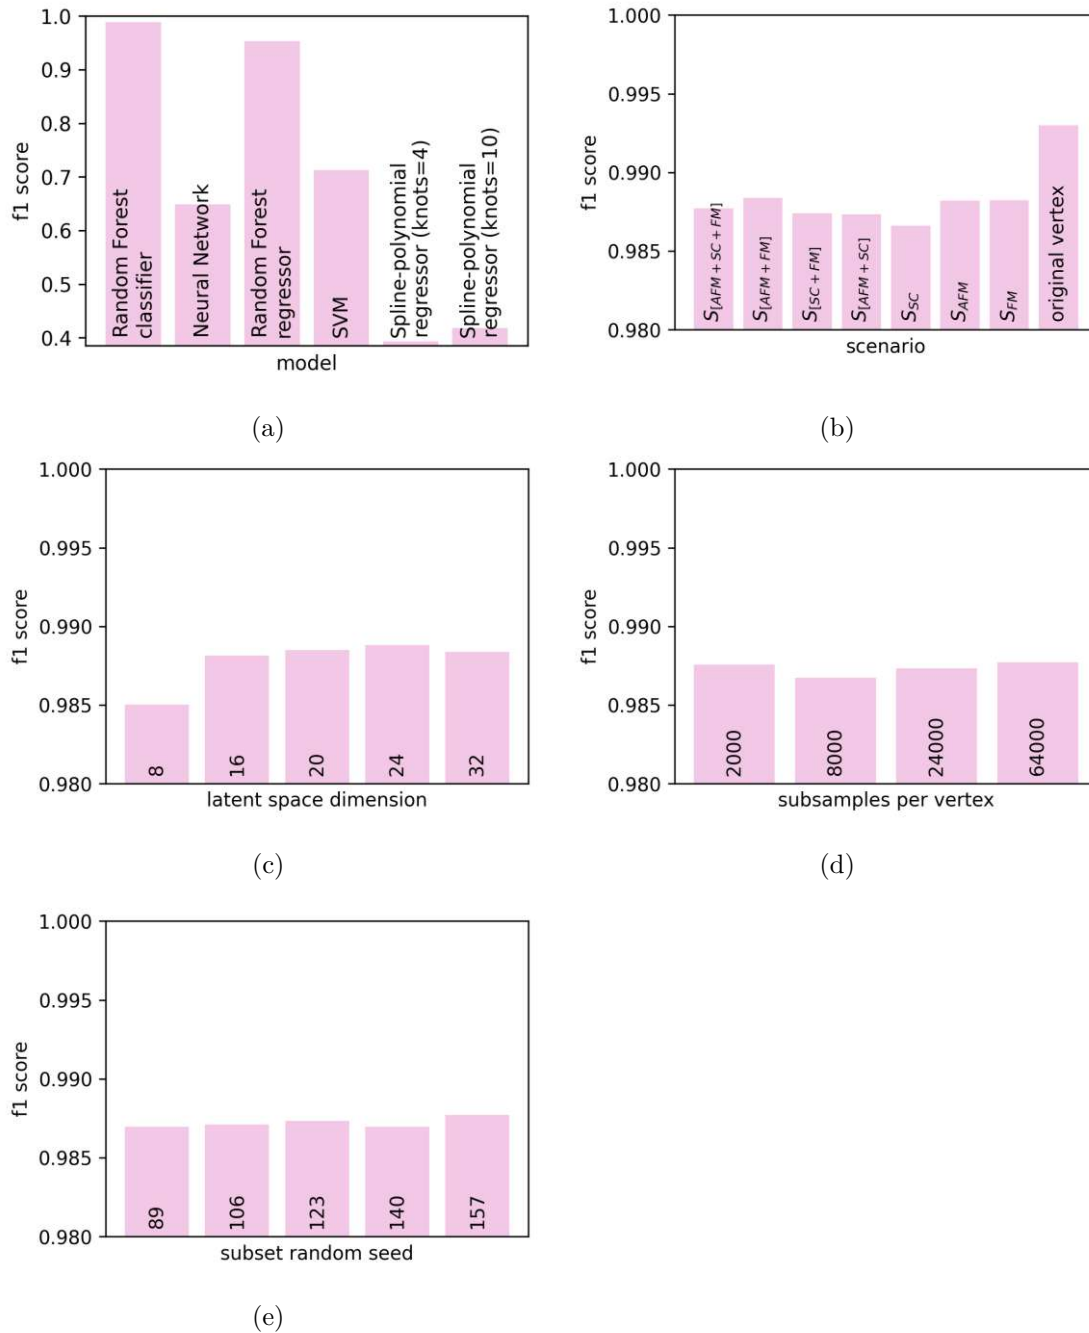 1.0
0.9
0.8
0.7
0.6
0.5
0.4
f1 score
Random Forest
classifier
Neural Network
Random Forest
regressor
SVM
Spline-polynomial
regressor (knots=4)
Spline-polynomial
regressor (knots=10)
model
(a)
1.000
0.995
0.990
0.985
0.980
f1 score
S[AFM + SC + FM]
S[AFM + FM]
S[SC + FM]
S[AFM + SC]
SSC
SAFM
SFM
original vertex
scenario
(b)
1.000
0.995
0.990
0.985
0.980
f1 score
8
16
20
24
32
latent space dimension
(c)
1.000
0.995
0.990
0.985
0.980
f1 score
2000
8000
24000
64000
subsamples per vertex
(d)
1.000
0.995
0.990
0.985
0.980
f1 score
89
106
123
140
157
subset random seed
(e)